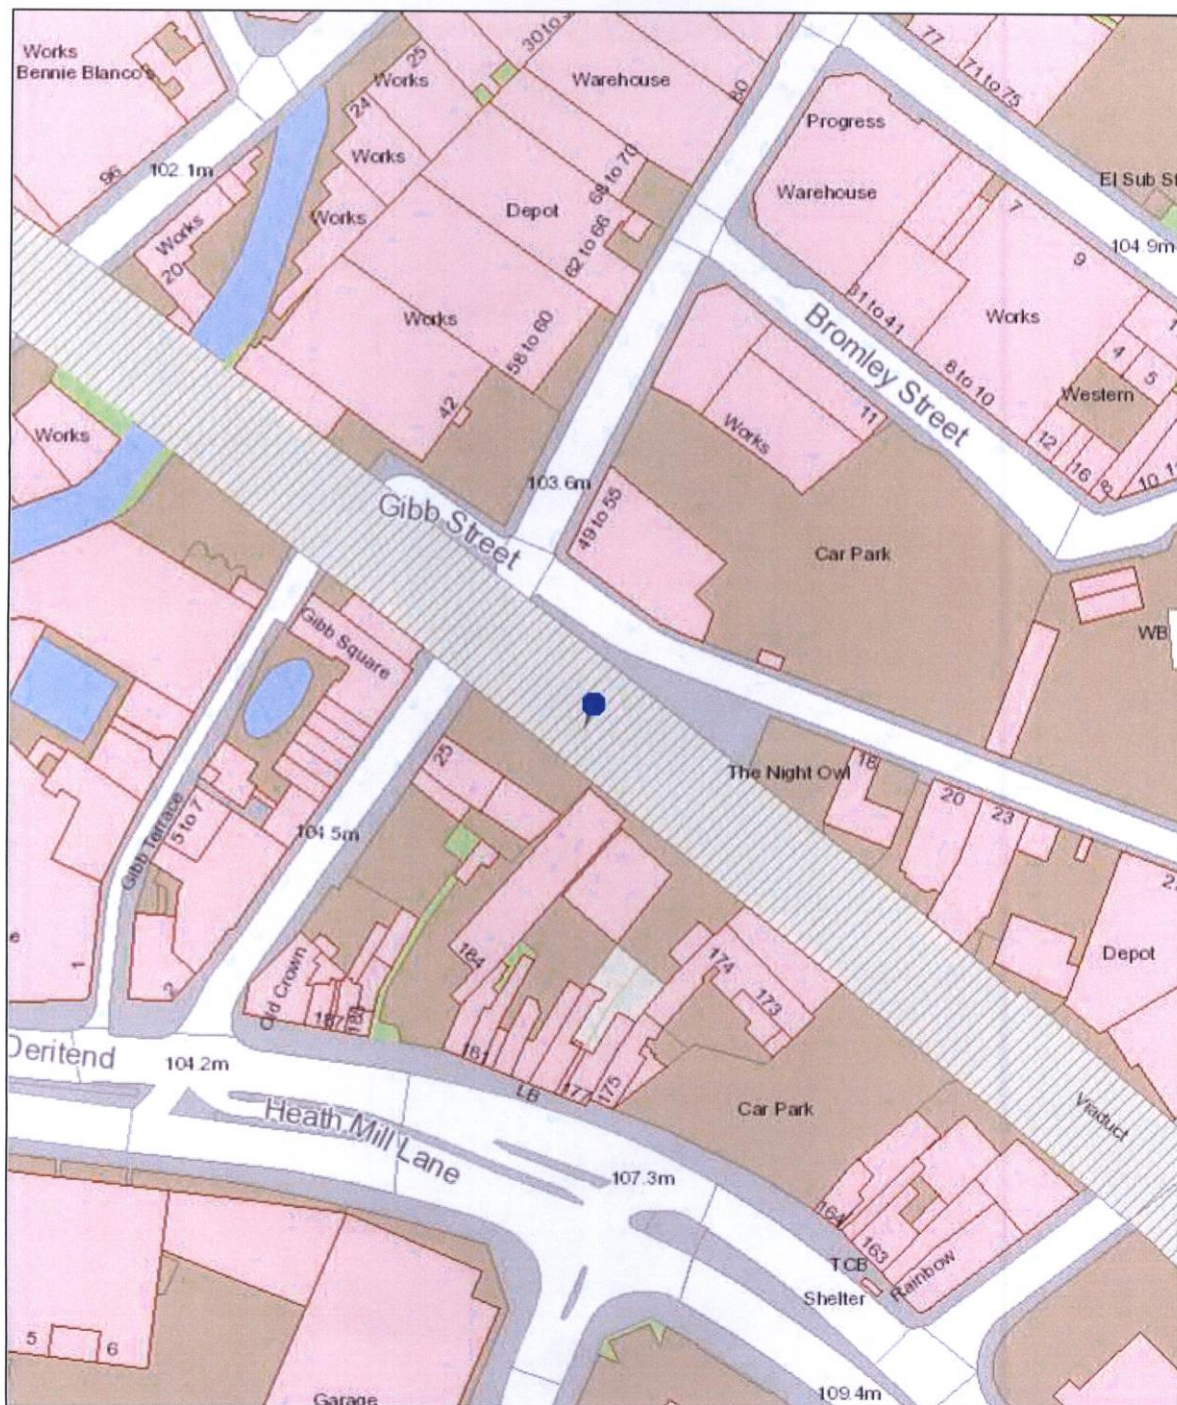 Works
Bennie Blanco's
25
30 to
Works
Warehouse
80
77
71 to 75
24
Progress
96
102.1m
Works
68 to 70
El Sub St
Warehouse
7
Works
Depot
Works
20
62 to 66
9
104.9m
31 to 41
Works
58 to 60
Bromley Street
Works
1
4
5
8 to 10
Western
42
11
Works
Works
12
16
8
10
103.6m
Gibb Street
49 to 55
Car Park
Gibb Square
WB
25
The Night Owl
18
20
23
5 to 7
Gibb Terrace
104.5m
2
e
1
2
Old Crown
184
174
173
Depot
187
188
181
LB
177
175
Deritend
104.2m
Heath Mill Lane
Car Park
Viaduct
107.3m
164
163
TCB
Rainbow
Shelter
5
6
Garage
109.4m